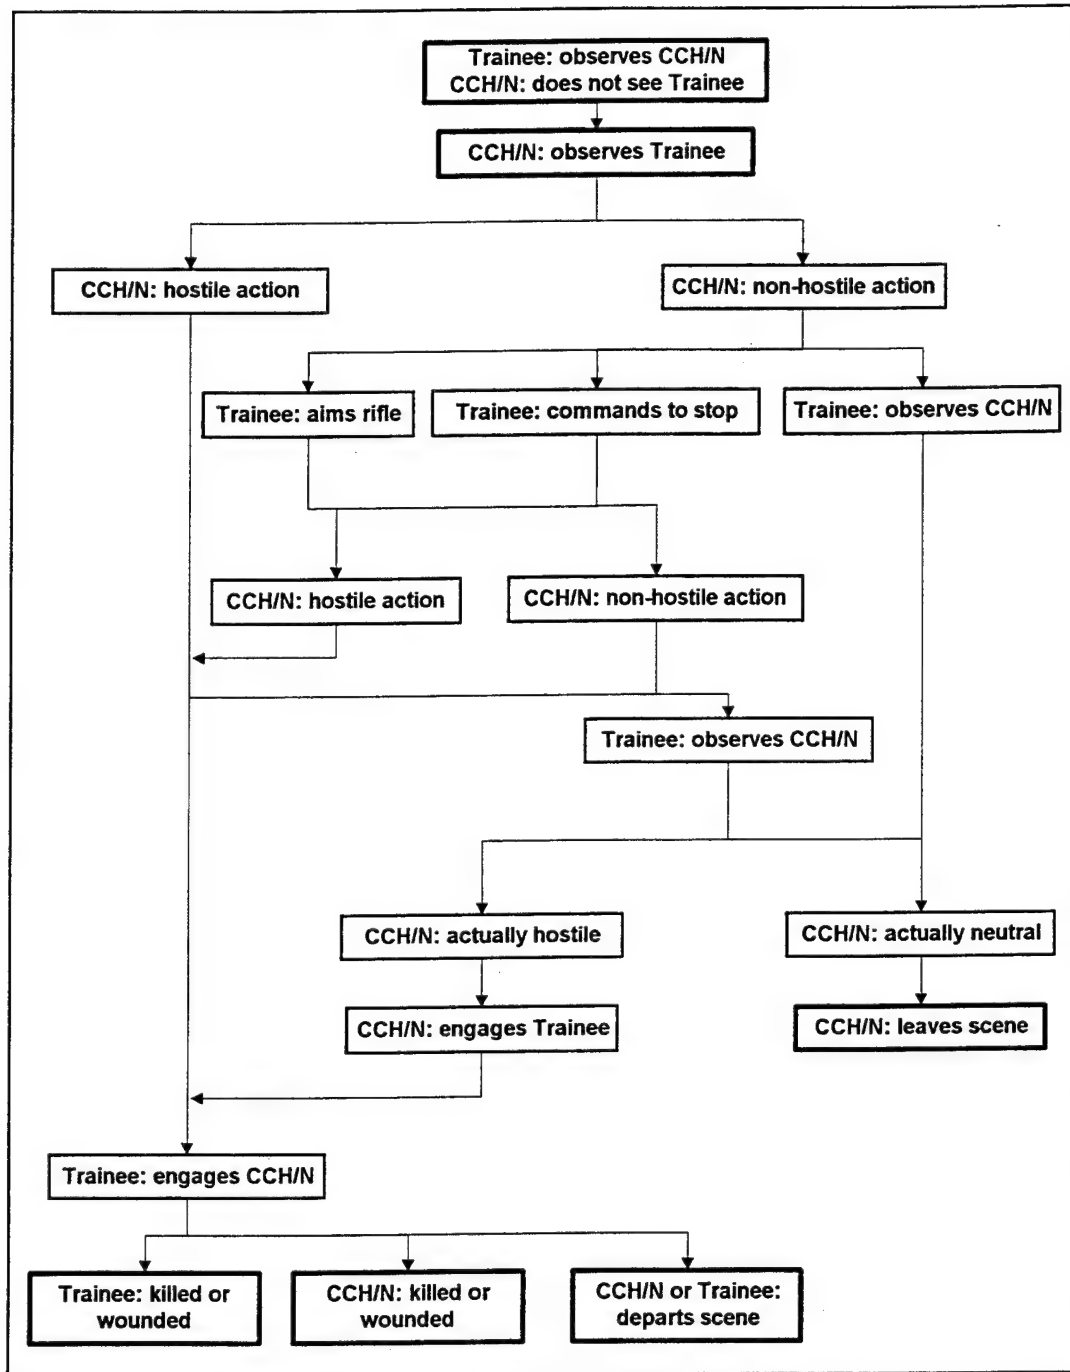 Trainee: observes CCH/N
CCH/N: does not see Trainee
CCH/N: observes Trainee
CCH/N: hostile action
CCH/N: non-hostile action
Trainee: aims rifle
Trainee: commands to stop
Trainee: observes CCH/N
CCH/N: hostile action
CCH/N: non-hostile action
Trainee: observes CCH/N
CCH/N: actually hostile
CCH/N: actually neutral
CCH/N: engages Trainee
CCH/N: leaves scene
Trainee: engages CCH/N
Trainee: killed or
wounded
CCH/N: killed or
wounded
CCH/N or Trainee:
departs scene